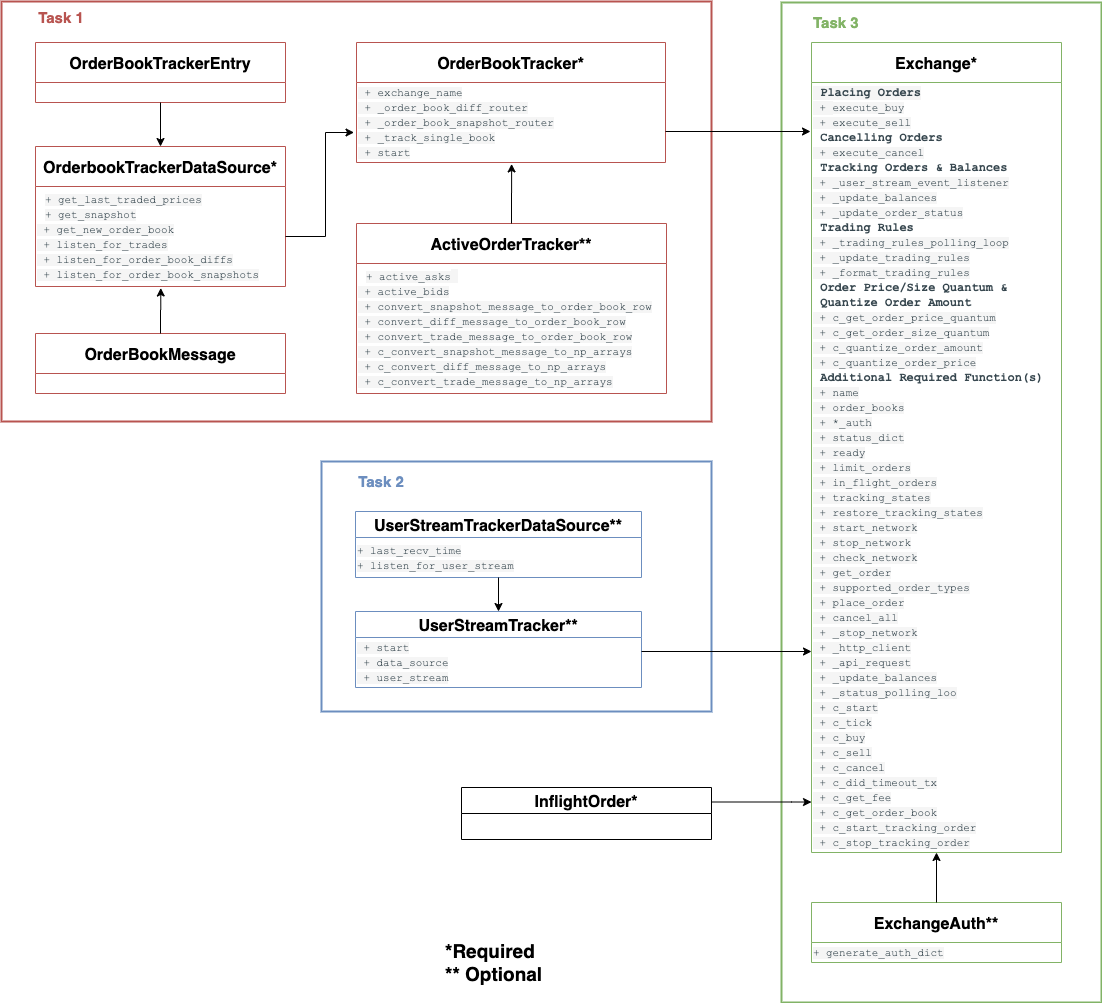 Task 1
OrderBookTrackerEntry
OrderbookTrackerDataSource*
+ get_last_traded_prices
+ get_snapshot
+ get_new_order_book
+ listen_for_trades
+ listen_for_order_book_diffs
+ listen_for_order_book_snapshots
OrderBookMessage
OrderBookTracker*
+ exchange_name
+ _order_book_diff_router
+ _order_book_snapshot_router
+ _track_single_book
+ start
ActiveOrderTracker**
+ active_asks
+ active_bids
+ convert_snapshot_message_to_order_book_row
+ convert_diff_message_to_order_book_row
+ convert_trade_message_to_order_book_row
+ c_convert_snapshot_message_to_np_arrays
+ c_convert_diff_message_to_np_arrays
+ c_convert_trade_message_to_np_arrays
Task 2
UserStreamTrackerDataSource**
+ last_recv_time
+ listen_for_user_stream
UserStreamTracker**
+ start
+ data_source
+ user_stream
InflightOrder*
*Required
** Optional
Task 3
Exchange*
Placing Orders
+ execute_buy
+ execute_sell
Cancelling Orders
+ execute_cancel
Tracking Orders & Balances
+ _user_stream_event_listener
+ _update_balances
+ _update_order_status
Trading Rules
+ _trading_rules_polling_loop
+ _update_trading_rules
+ _format_trading_rules
Order Price/Size Quantum &
Quantize Order Amount
+ c_get_order_price_quantum
+ c_get_order_size_quantum
+ c_quantize_order_amount
+ c_quantize_order_price
Additional Required Function(s)
+ name
+ order_books
+ *_auth
+ status_dict
+ ready
+ limit_orders
+ in_flight_orders
+ tracking_states
+ restore_tracking_states
+ start_network
+ stop_network
+ check_network
+ get_order
+ supported_order_types
+ place_order
+ cancel_all
+ _stop_network
+ _http_client
+ _api_request
+ _update_balances
+ _status_polling_loo
+ c_start
+ c_tick
+ c_buy
+ c_sell
+ c_cancel
+ c_did_timeout_tx
+ c_get_fee
+ c_get_order_book
+ c_start_tracking_order
+ c_stop_tracking_order
ExchangeAuth**
+ generate_auth_dict